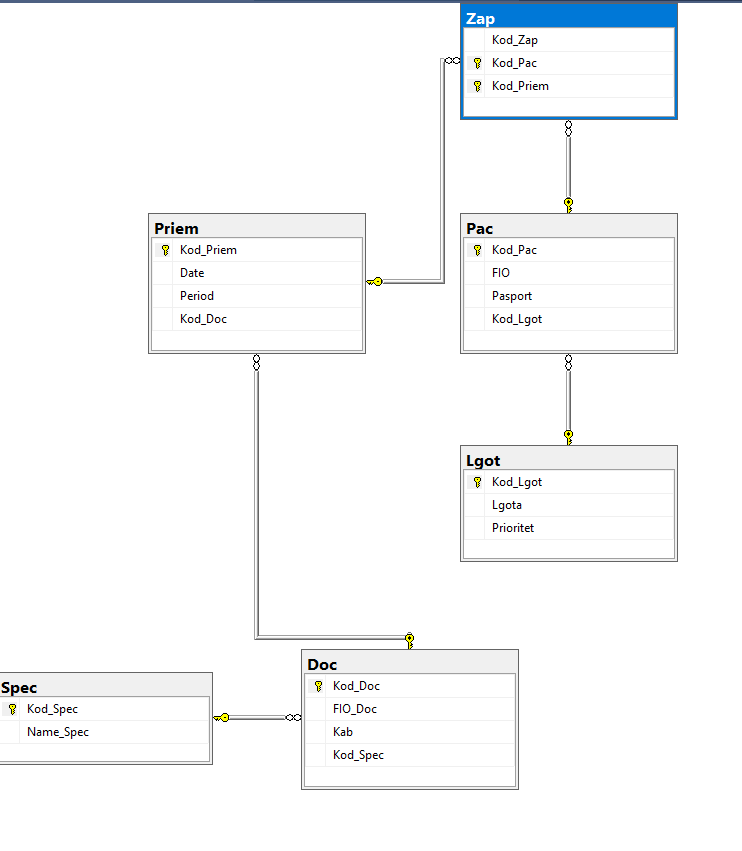 Zap
Kod_Zap
Kod_Pac
Kod_Priem
Priem
Kod_Priem
Date
Period
Kod_Doc
Pac
Kod_Pac
FIO
Pasport
Kod_Lgot
Lgot
Kod_Lgot
Lgota
Prioritet
Doc
Kod_Doc
FIO_Doc
Kab
Kod_Spec
Spec
Kod_Spec
Name_Spec